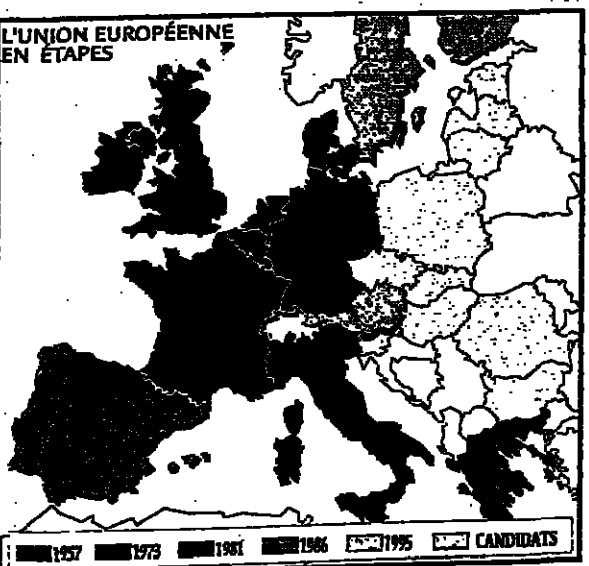 L'UNION EUROPÉENNE
EN ÉTAPES
1957 1973 1981 1986 1995 CANDIDATS